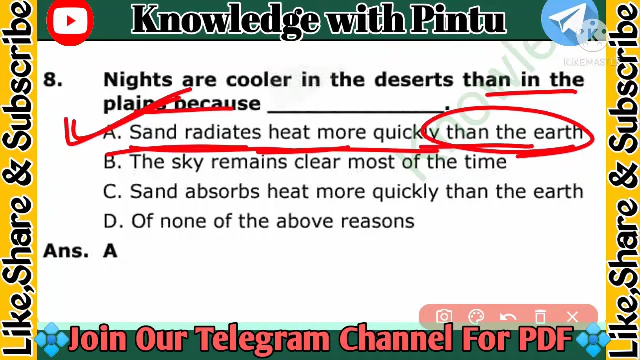 Knowledge with Pintu
Like,Share & Subscribe
KINEMASTER
8. Nights are cooler in the deserts than in the
plains because ____________.
A. Sand radiates heat more quickly than the earth
B. The sky remains clear most of the time
C. Sand absorbs heat more quickly than the earth
D. Of none of the above reasons
Ans. A
Knowle
Like,Share & Subscribe
Join Our Telegram Channel For PDF